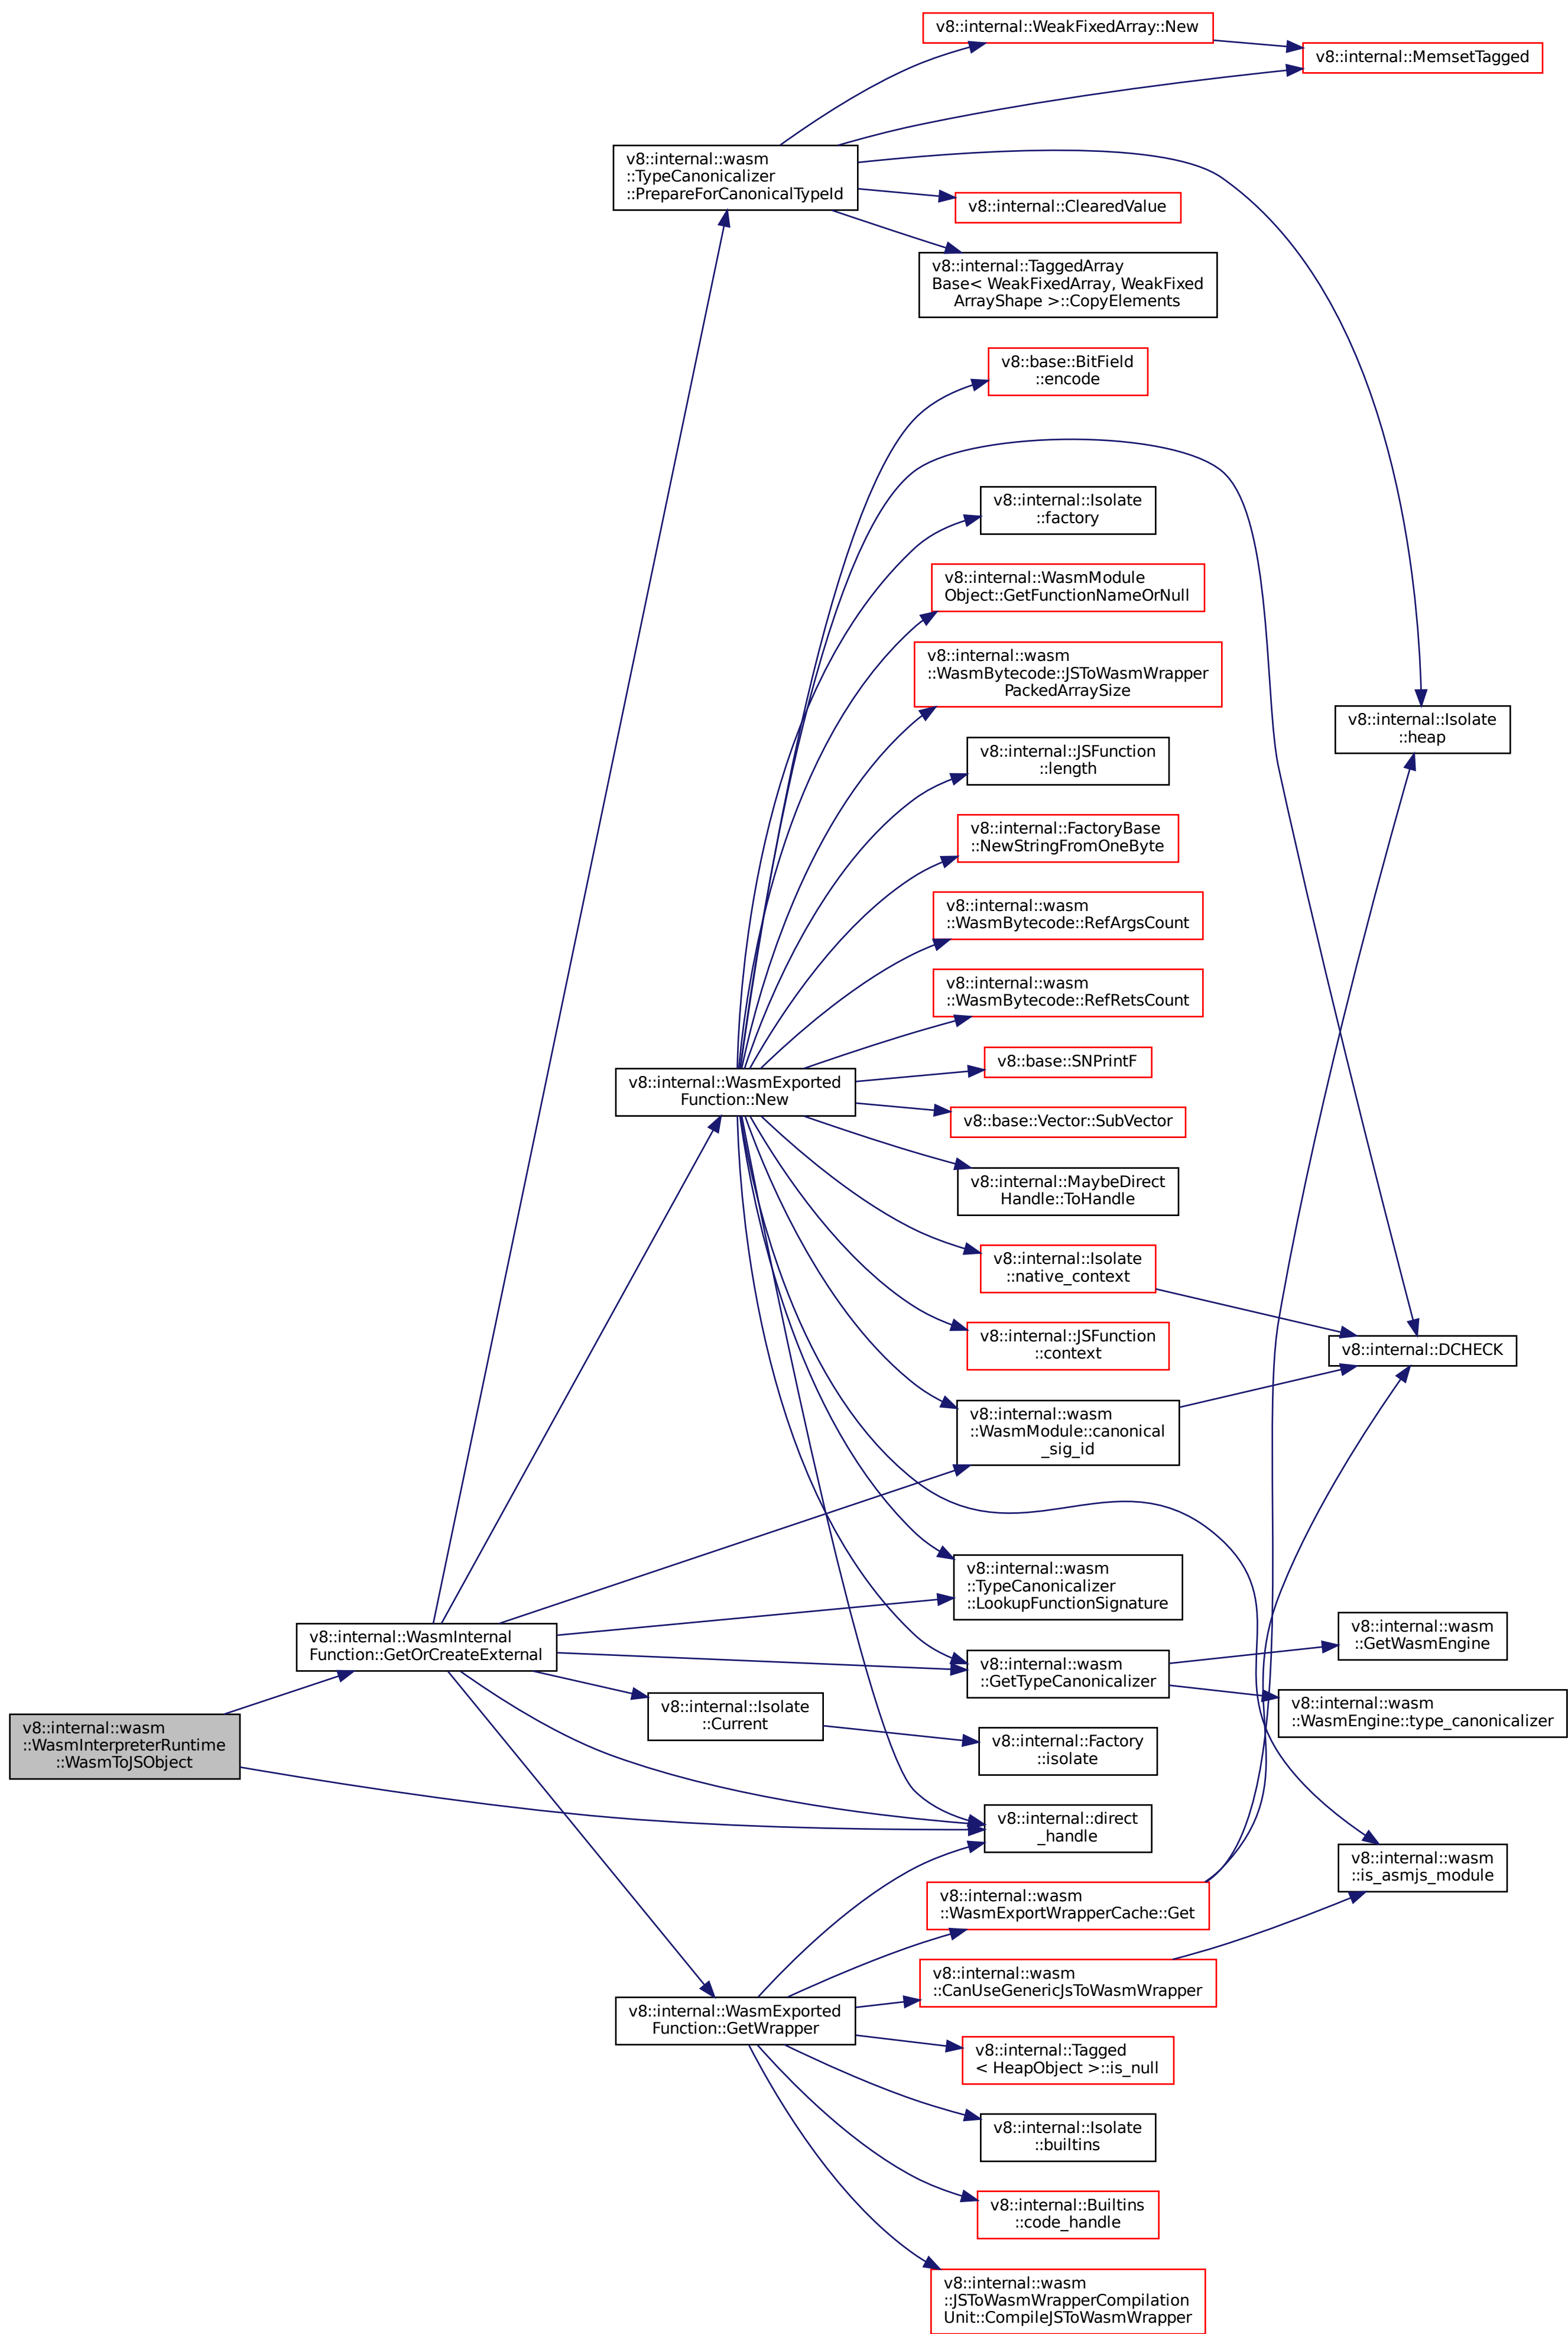 v8::internal::WeakFixedArray::New
v8::internal::MemsetTagged
v8::internal::wasm
::TypeCanonicalizer
::PrepareForCanonicalTypeId
v8::internal::ClearedValue
v8::internal::TaggedArray
Base< WeakFixedArray, WeakFixed
ArrayShape >::CopyElements
v8::base::BitField
::encode
v8::internal::Isolate
::factory
v8::internal::WasmModule
Object::GetFunctionNameOrNull
v8::internal::wasm
::WasmBytecode::JSToWasmWrapper
PackedArraySize
v8::internal::Isolate
::heap
v8::internal::JSFunction
::length
v8::internal::FactoryBase
::NewStringFromOneByte
v8::internal::wasm
::WasmBytecode::RefArgsCount
v8::internal::wasm
::WasmBytecode::RefRetsCount
v8::base::SNPrintF
v8::internal::WasmExported
Function::New
v8::base::Vector::SubVector
v8::internal::MaybeDirect
Handle::ToHandle
v8::internal::Isolate
::native_context
v8::internal::JSFunction
::context
v8::internal::DCHECK
v8::internal::wasm
::WasmModule::canonical
_sig_id
v8::internal::wasm
::TypeCanonicalizer
::LookupFunctionSignature
v8::internal::WasmInternal
Function::GetOrCreateExternal
v8::internal::wasm
::GetWasmEngine
v8::internal::wasm
::GetTypeCanonicalizer
v8::internal::wasm
::WasmEngine::type_canonicalizer
v8::internal::Isolate
::Current
v8::internal::wasm
::WasmInterpreterRuntime
::WasmToJSObject
v8::internal::Factory
::isolate
v8::internal::direct
_handle
v8::internal::wasm
::is_asmjs_module
v8::internal::wasm
::WasmExportWrapperCache::Get
v8::internal::wasm
::CanUseGenericJsToWasmWrapper
v8::internal::WasmExported
Function::GetWrapper
v8::internal::Tagged
< HeapObject >::is_null
v8::internal::Isolate
::builtins
v8::internal::Builtins
::code_handle
v8::internal::wasm
::JSToWasmWrapperCompilation
Unit::CompileJSToWasmWrapper